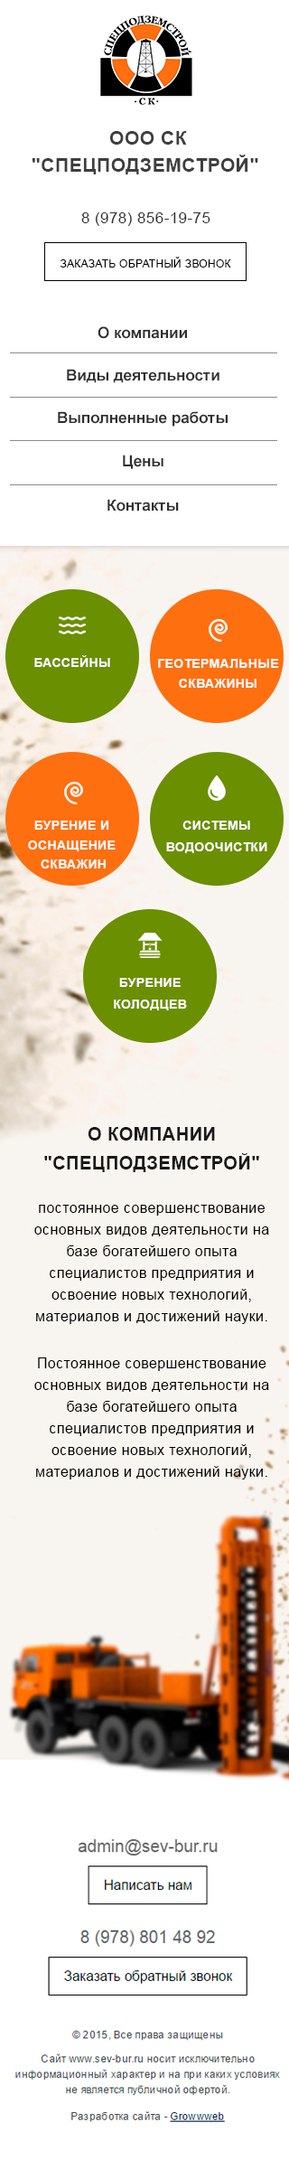 СПЕЦПОДЗЕМСТРОЙ
· С К ·
ООО СК
"СПЕЦПОДЗЕМСТРОЙ"
8 (978) 856-19-75
ЗАКАЗАТЬ ОБРАТНЫЙ ЗВОНОК
О компании
Виды деятельности
Выполненные работы
Цены
Контакты
БАССЕЙНЫ
ГЕОТЕРМАЛЬНЫЕ
СКВАЖИНЫ
БУРЕНИЕ И
ОСНАЩЕНИЕ
СКВАЖИН
СИСТЕМЫ
ВОДООЧИСТКИ
БУРЕНИЕ
КОЛОДЦЕВ
О КОМПАНИИ
"СПЕЦПОДЗЕМСТРОЙ"
постоянное совершенствование
основных видов деятельности на
базе богатейшего опыта
специалистов предприятия и
освоение новых технологий,
материалов и достижений науки.
Постоянное совершенствование
основных видов деятельности на
базе богатейшего опыта
специалистов предприятия и
освоение новых технологий,
материалов и достижений науки.
admin@sev-bur.ru
Написать нам
8 (978) 801 48 92
Заказать обратный звонок
© 2015, Все права защищены
Сайт www.sev-bur.ru носит исключительно
информационный характер и на при каких условиях
не является публичной офертой.
Разработка сайта - Growwweb